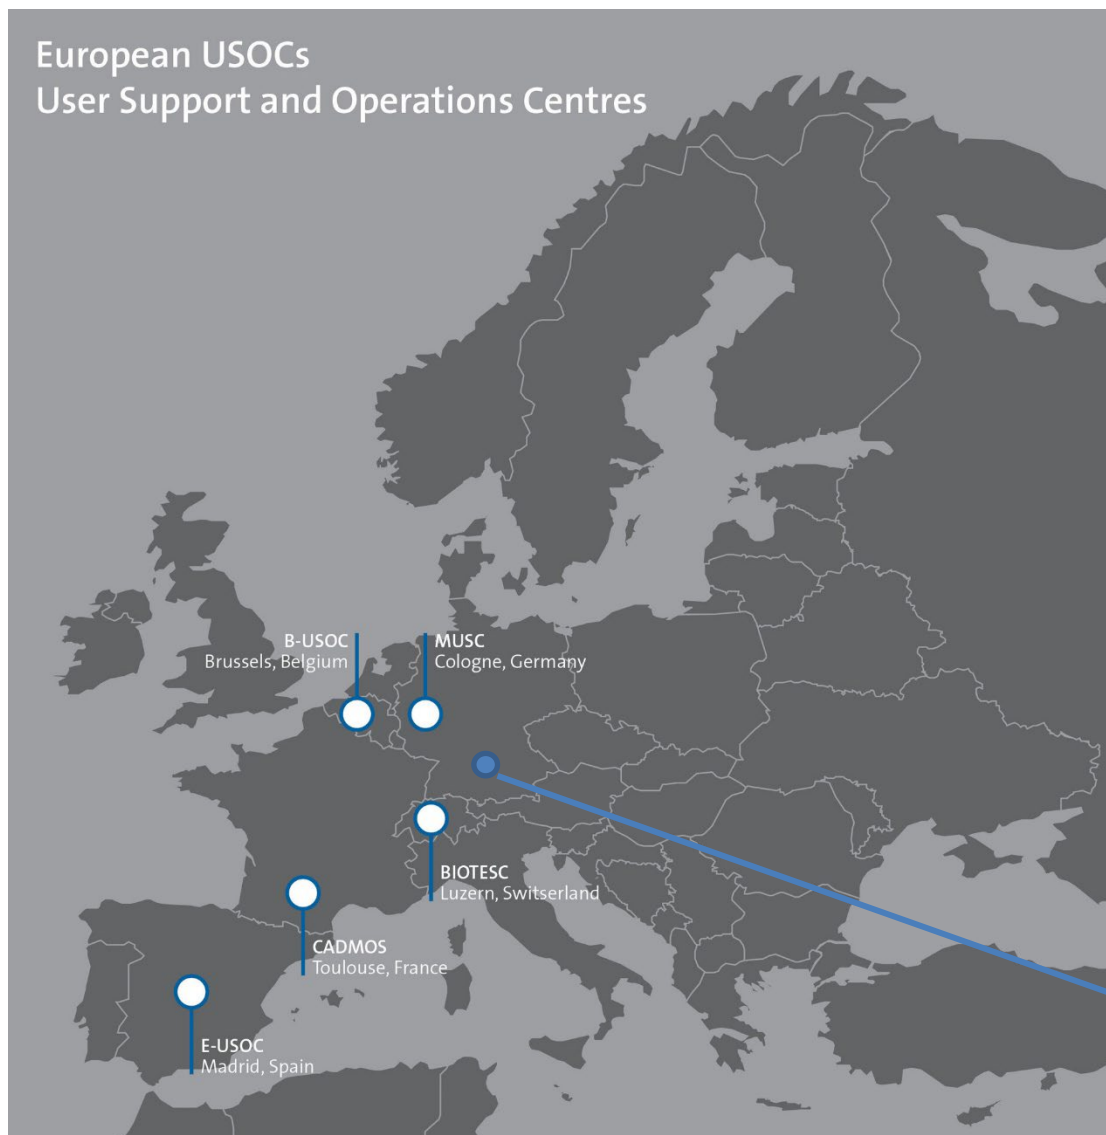 European USOCs
User Support and Operations Centres
B-USOC
Brussels, Belgium
MUSC
Cologne, Germany
BIOTESC
Luzern, Switserland
CADMOS
Toulouse, France
E-USOC
Madrid, Spain